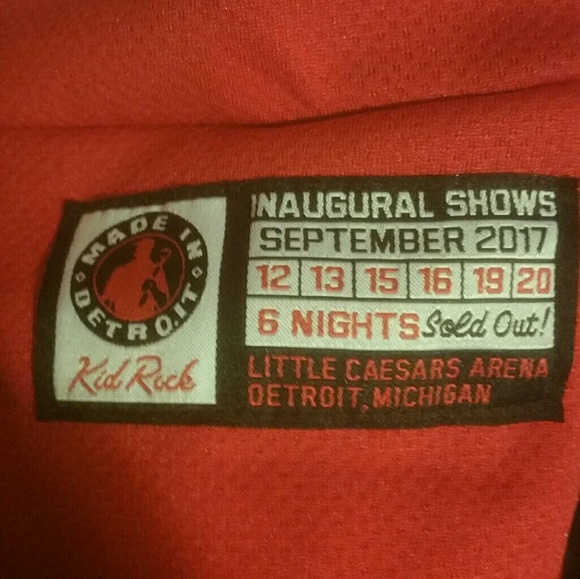 MADE IN
DETROIT
Kid Rock
INAUGURAL SHOWS
SEPTEMBER 2017
12 13 15 16 19 20
6 NIGHTS Sold Out!
LITTLE CAESARS ARENA
DETROIT, MICHIGAN